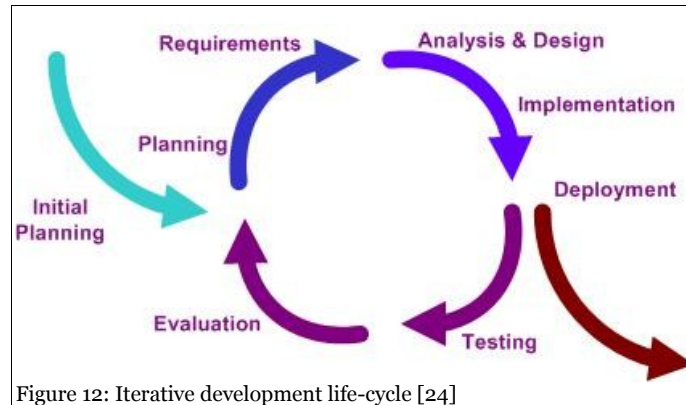 Requirements
Analysis & Design
Implementation
Planning
Deployment
Initial
Planning
Evaluation
Testing
Figure 12: Iterative development life-cycle [24]